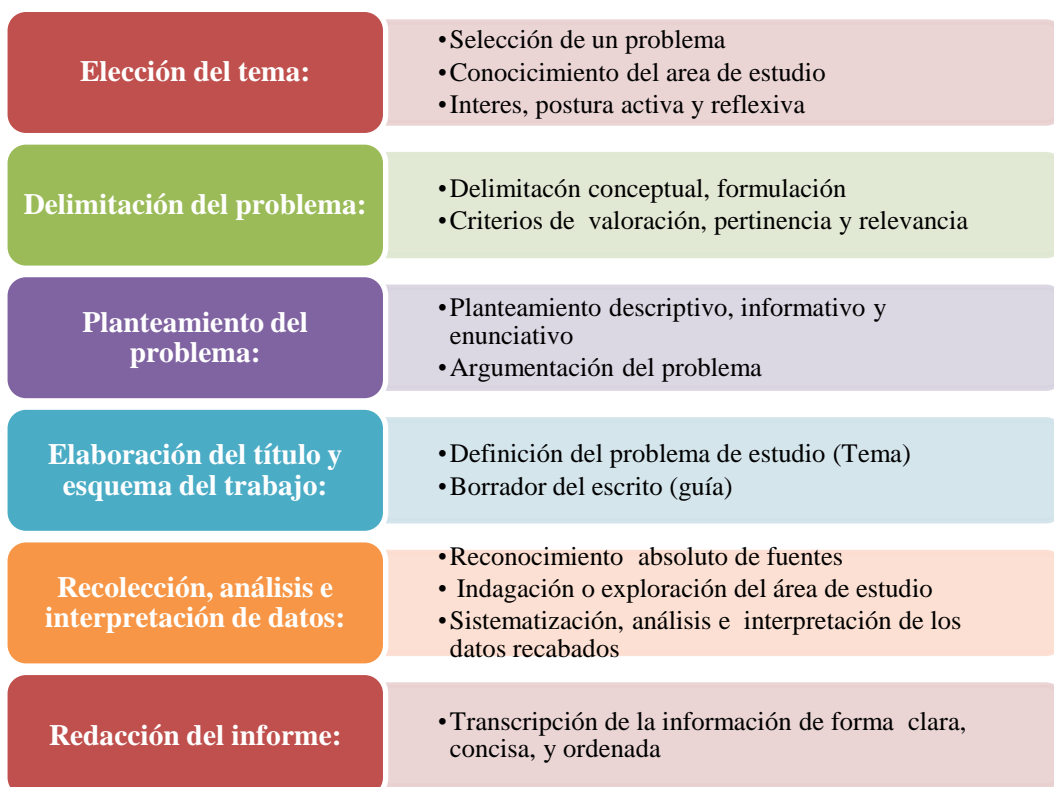 Elección del tema:
•Selección de un problema
•Conocicimiento del area de estudio
•Interes, postura activa y reflexiva
Delimitación del problema:
•Delimitacón conceptual, formulación
•Criterios de valoración, pertinencia y relevancia
Planteamiento del
problema:
•Planteamiento descriptivo, informativo y
enunciativo
•Argumentación del problema
Elaboración del título y
esquema del trabajo:
•Definición del problema de estudio (Tema)
•Borrador del escrito (guía)
Recolección, análisis e
interpretación de datos:
•Reconocimiento absoluto de fuentes
• Indagación o exploración del área de estudio
•Sistematización, análisis e interpretación de los
datos recabados
Redacción del informe:
•Transcripción de la información de forma clara,
concisa, y ordenada